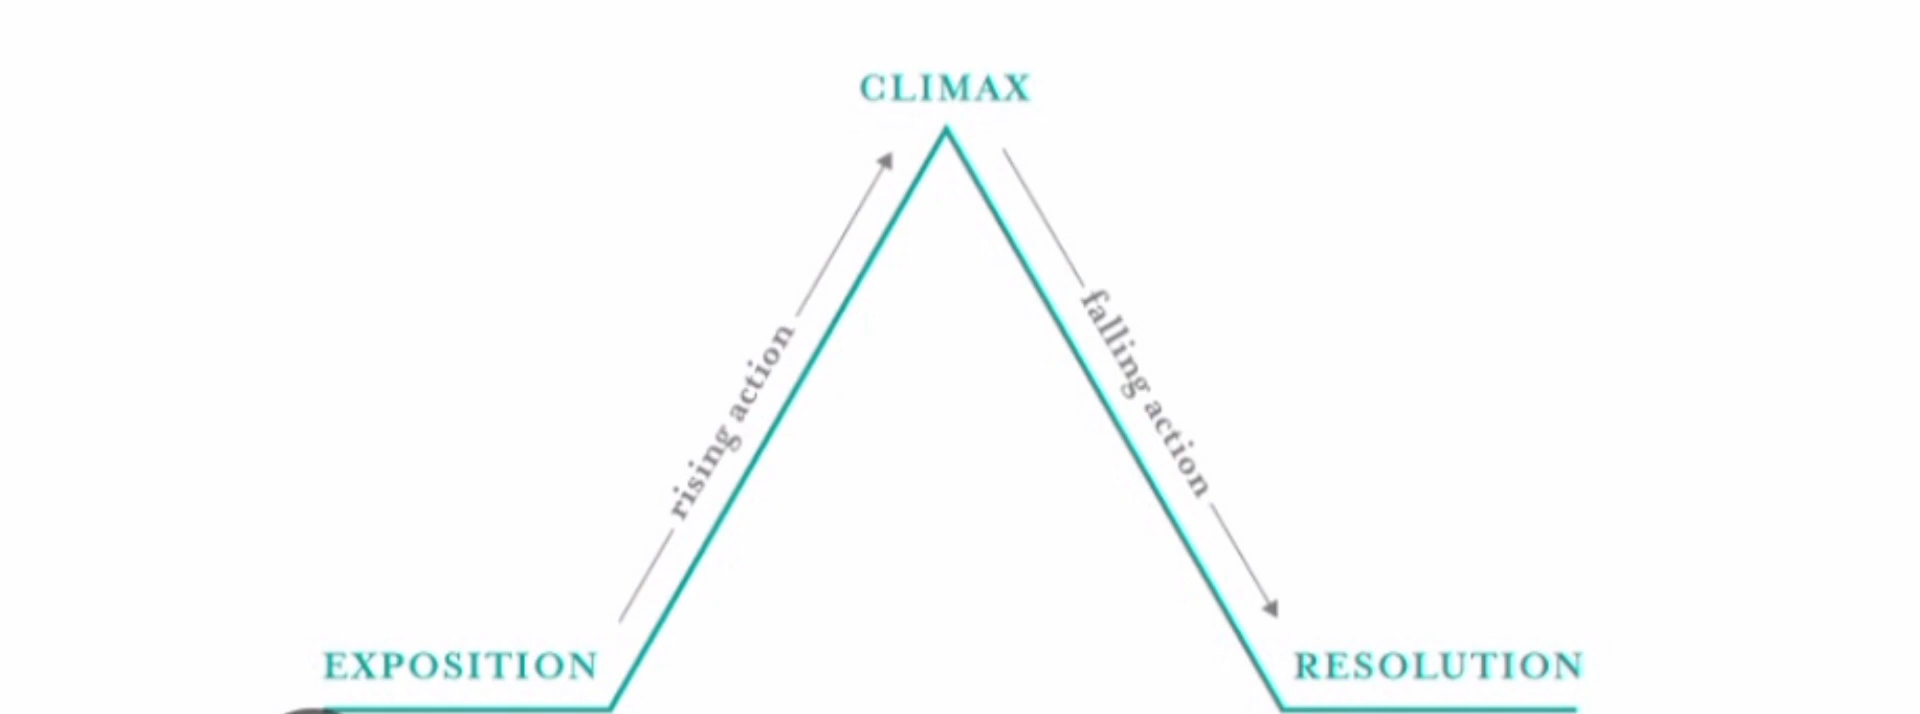 CLIMAX
rising action
falling action
EXPOSITION
RESOLUTION